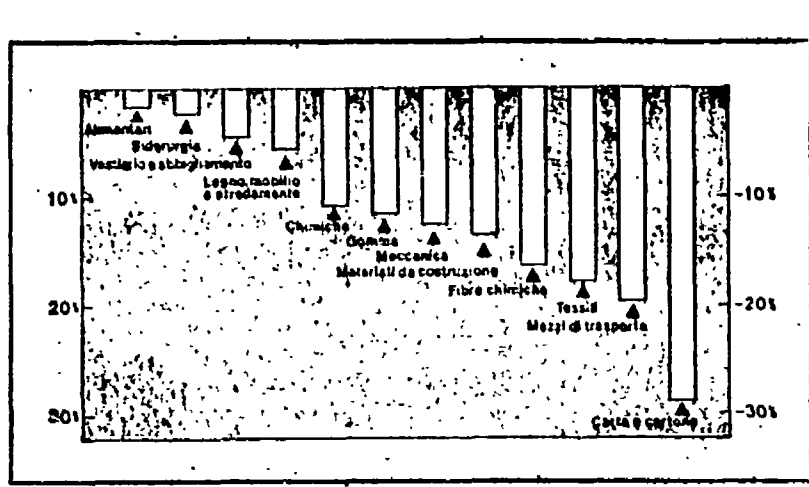 Alimentari
Siderurgia
Vestiario e abbigliamento
Legno, mobilio
e arredamento
10%
-10%
Chimiche
Gomma
Meccanica
Materiali da costruzione
Fibre chimiche
20%
-20%
Tessili
Mezzi di trasporto
30%
-30%
Carta e cartone